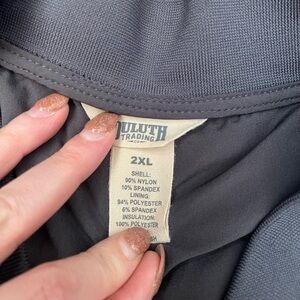 DULUTH
TRADING
2XL
SHELL:
90% NYLON
10% SPANDEX
LINING:
94% POLYESTER
6% SPANDEX
INSULATION:
100% POLYESTER